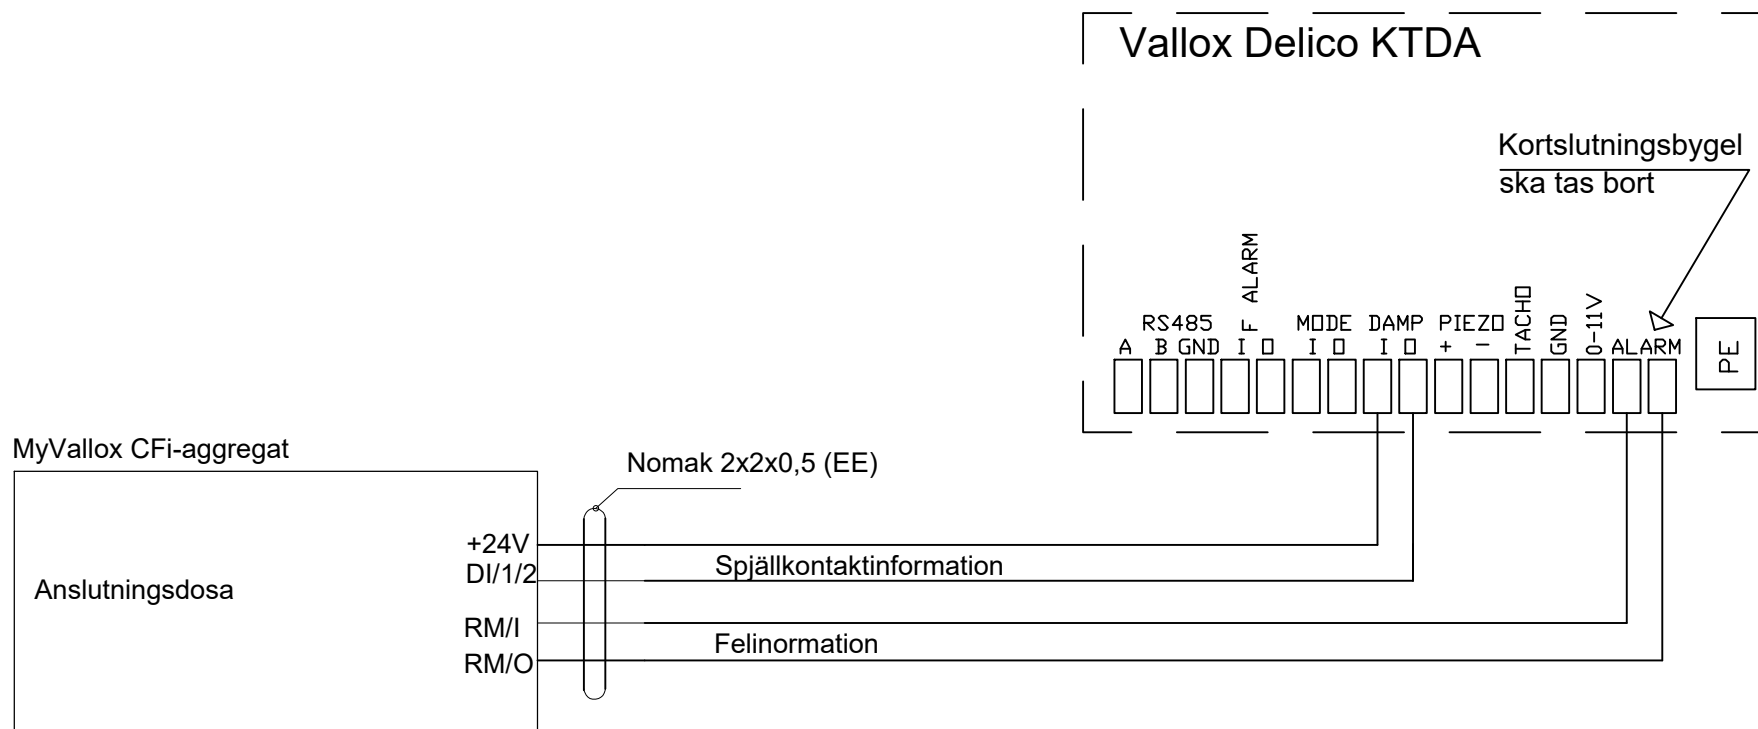 Vallox Delico KTDA
Kortslutningsbygel
ska tas bort
F ALARM
TACHO
GND
0-11V
RS485
MODE DAMP PIEZO
A B GND I O I O I O + - ALARM
PE
MyVallox CFi-aggregat
Nomak 2x2x0,5 (EE)
+24V
Spjällkontaktinformation
DI/1/2
Anslutningsdosa
RM/I
Felinormation
RM/O